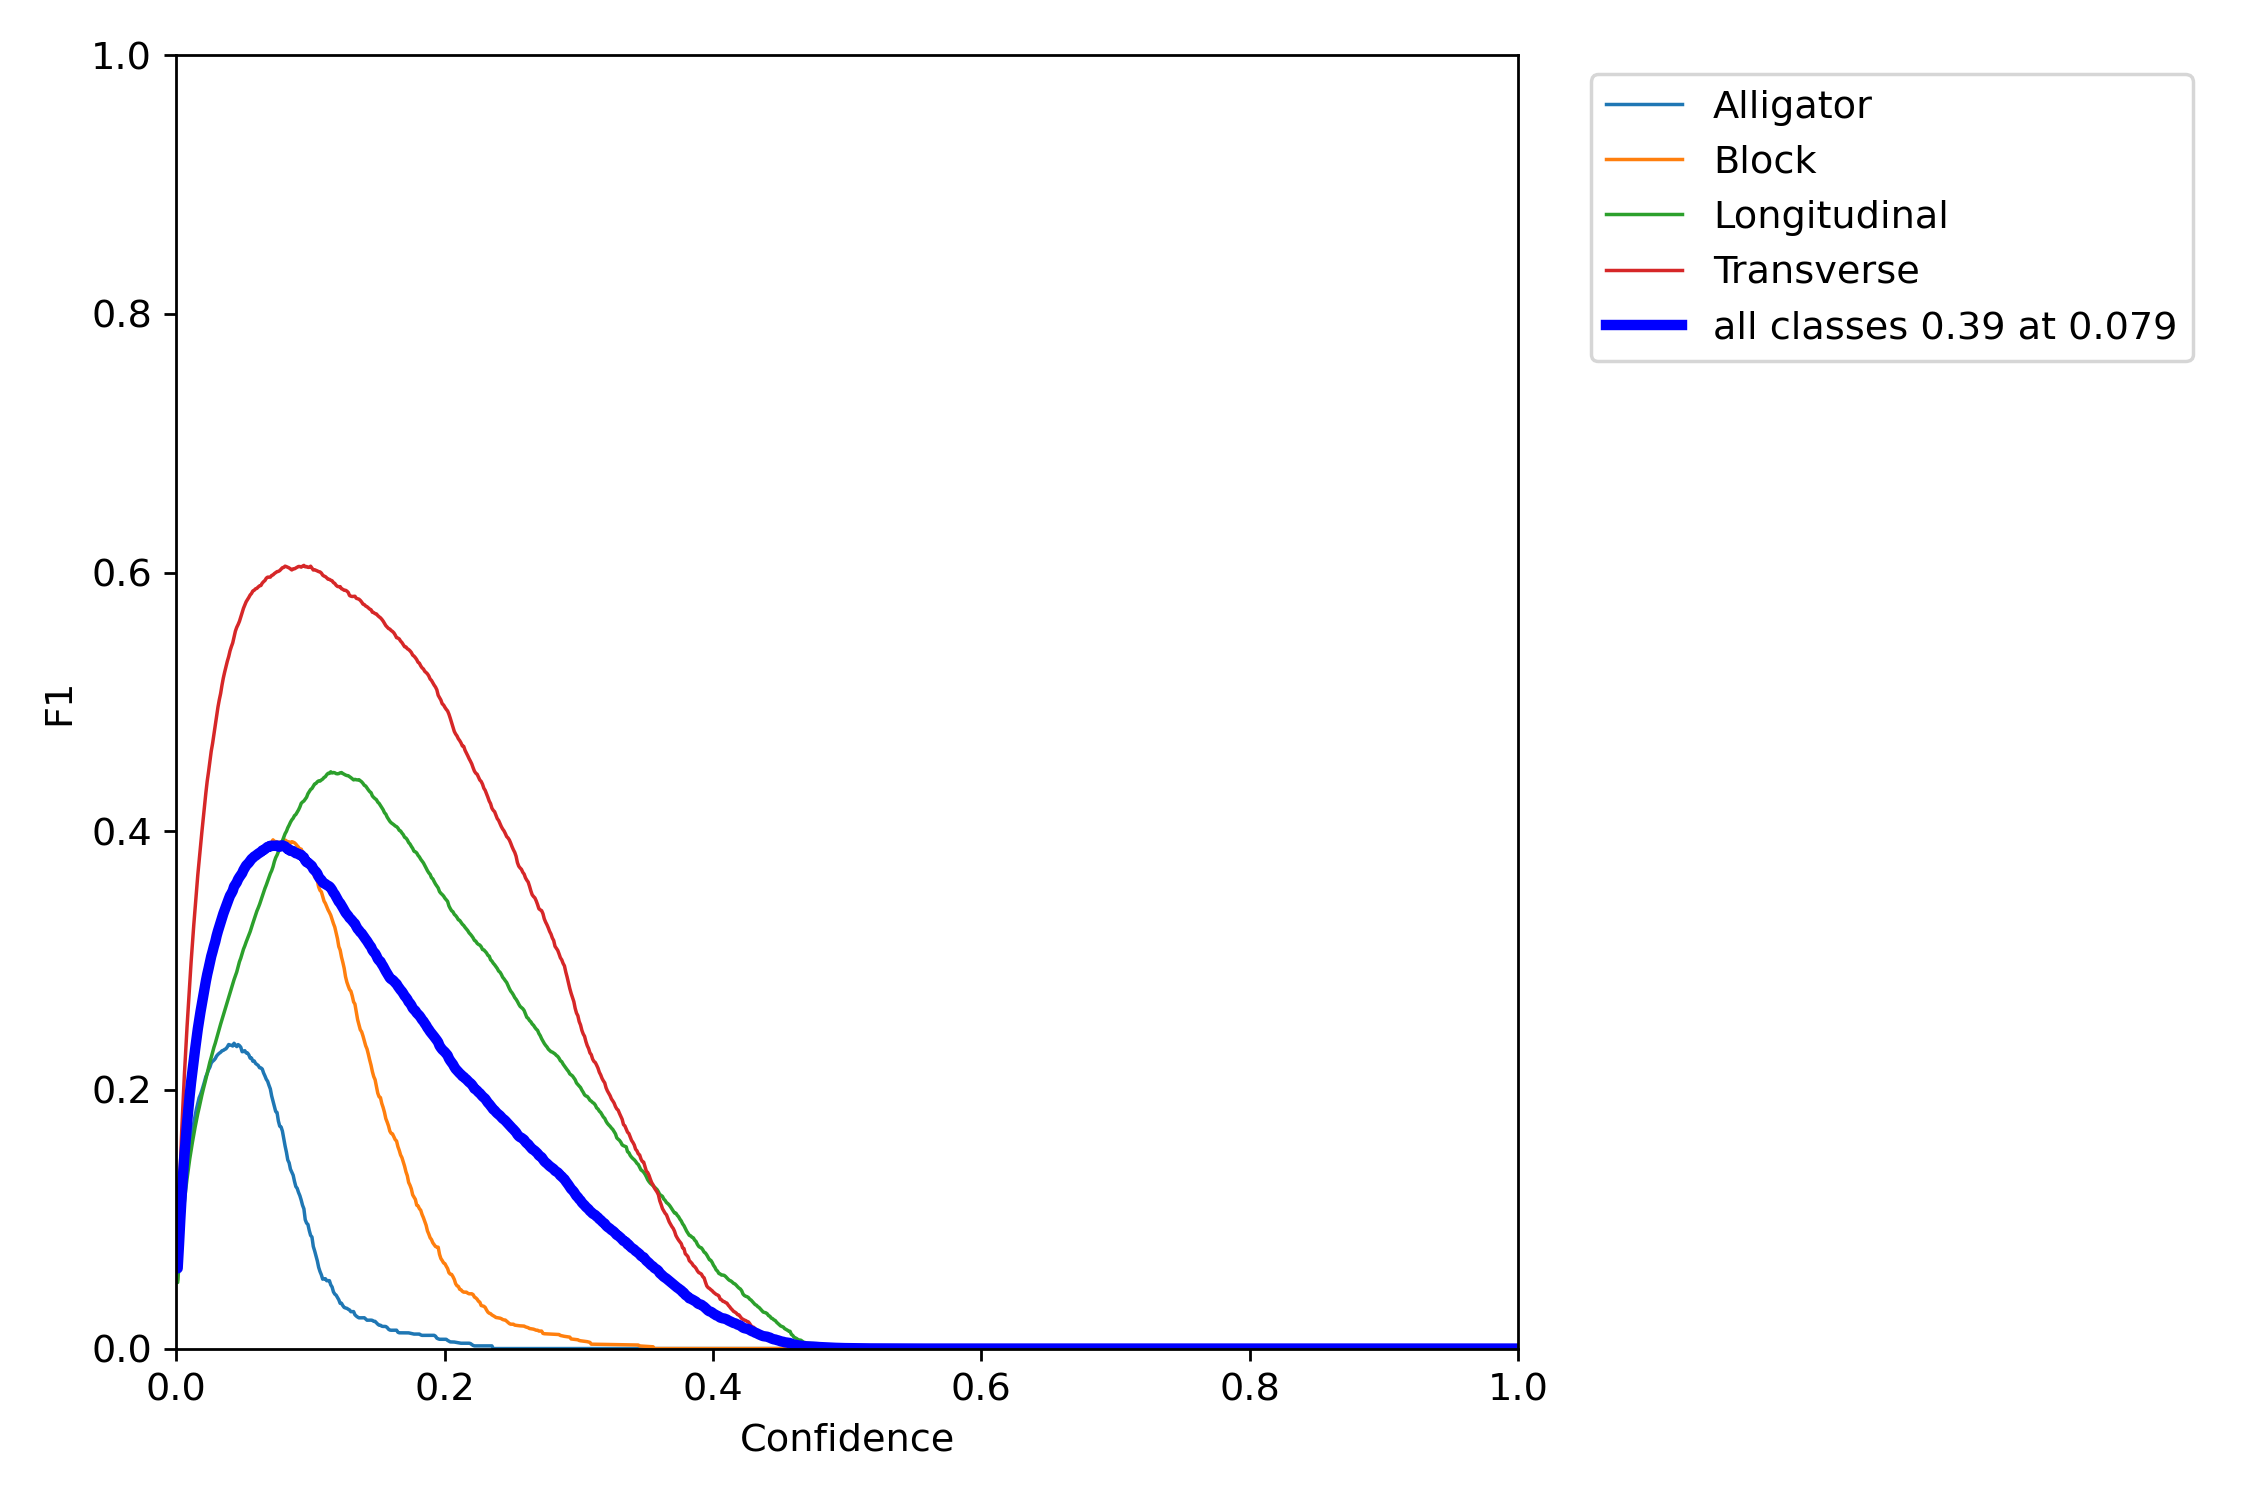 1.0
0.8
0.6
0.4
0.2
0.0
F1
0.0 0.2 0.4 0.6 0.8 1.0
Confidence
Alligator
Block
Longitudinal
Transverse
all classes 0.39 at 0.079